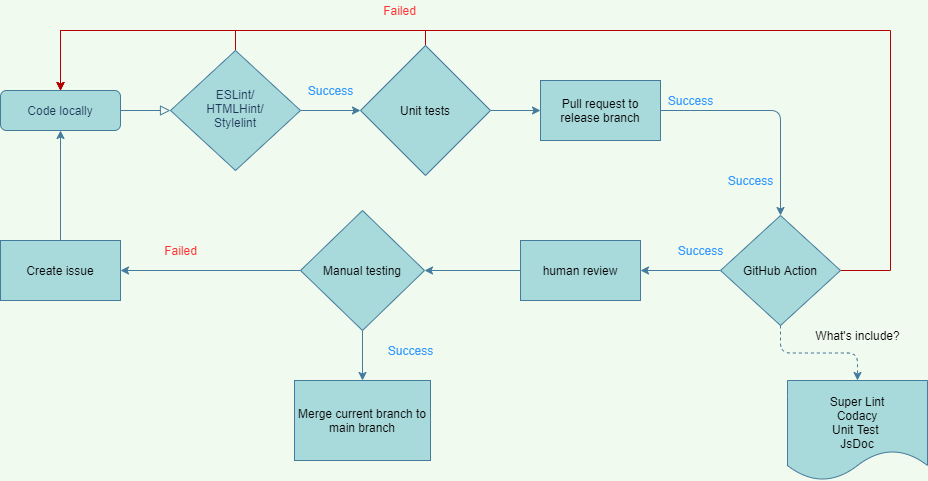 Failed
Code locally
ESLint/
HTMLHint/
Stylelint
Success
Unit tests
Pull request to
release branch
Success
Success
Create issue
Failed
Manual testing
human review
Success
GitHub Action
What's include?
Success
Merge current branch to
main branch
Super Lint
Codacy
Unit Test
JsDoc